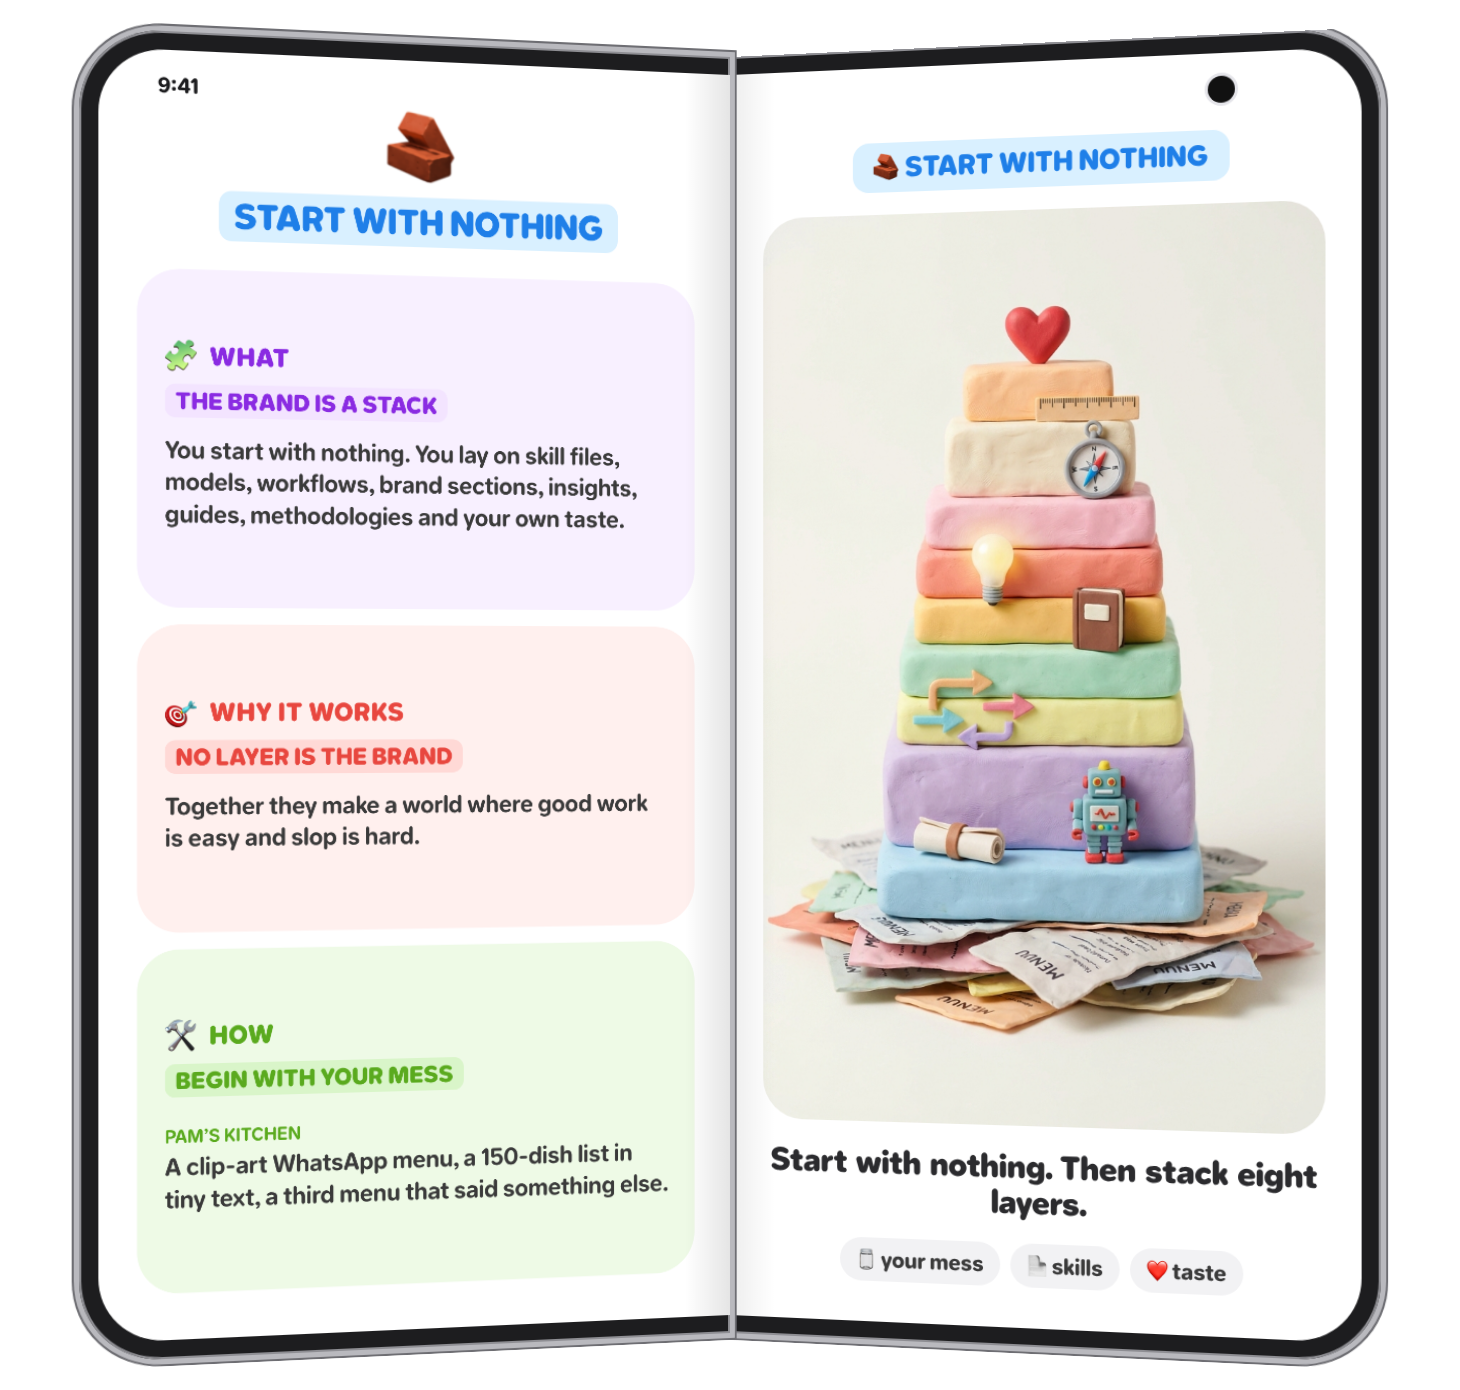 9:41
START WITH NOTHING
WHAT
THE BRAND IS A STACK
You start with nothing. You lay on skill files,
models, workflows, brand sections, insights,
guides, methodologies and your own taste.
WHY IT WORKS
NO LAYER IS THE BRAND
Together they make a world where good work
is easy and slop is hard.
HOW
BEGIN WITH YOUR MESS
PAM'S KITCHEN
A clip-art WhatsApp menu, a 150-dish list in
tiny text, a third menu that said something else.
START WITH NOTHING
N
S
MENUU
MENUU
MENUU
Start with nothing. Then stack eight
layers.
your mess
skills
taste